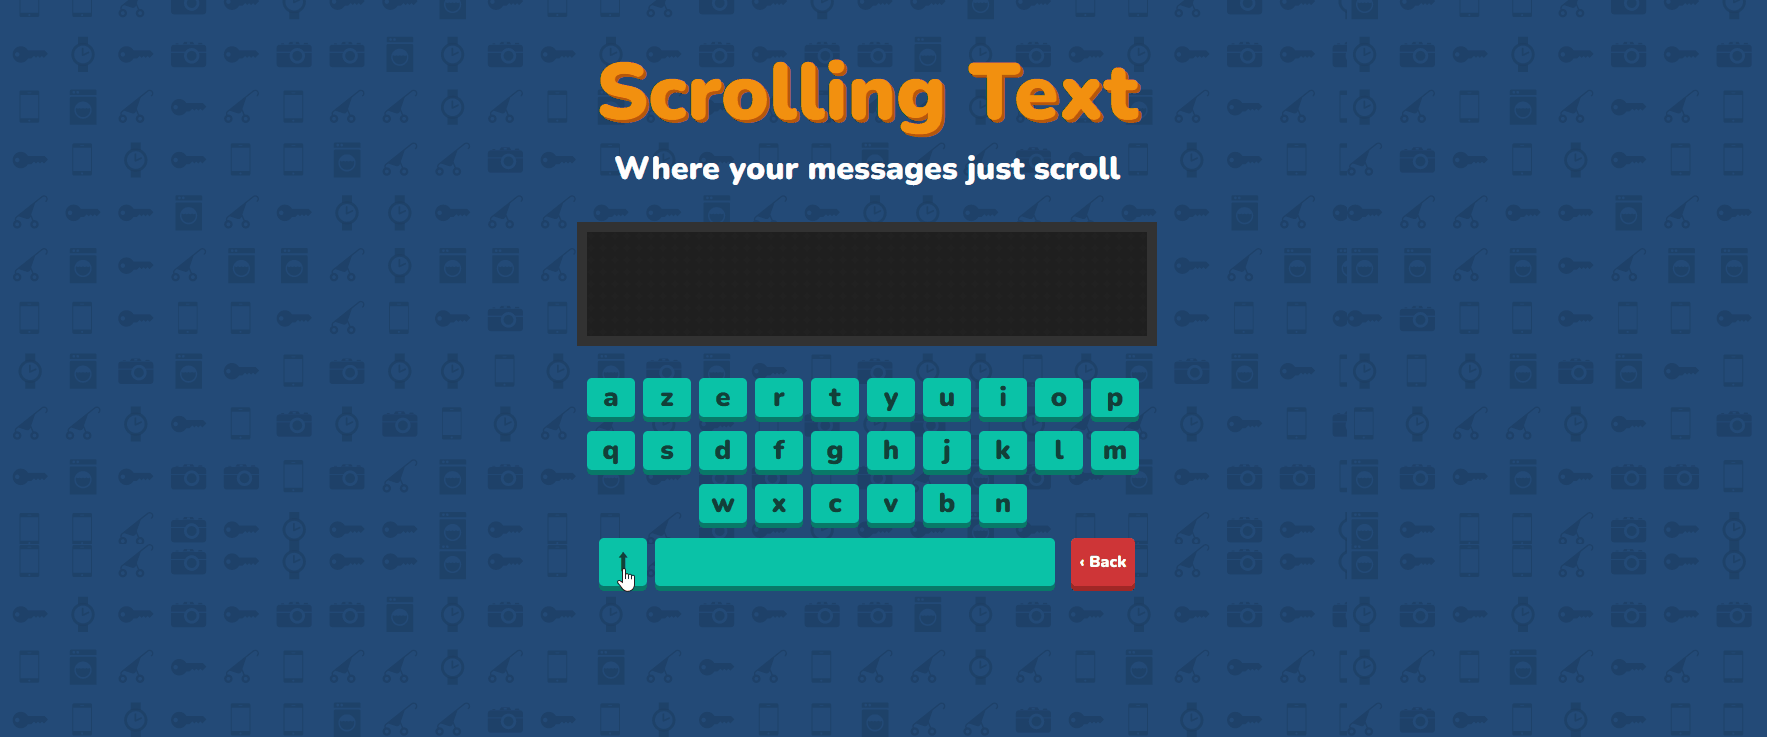 Scrolling Text
Where your messages just scroll
a z e r t y u i o p
q s d f g h j k l m
w x c v b n
‹ Back